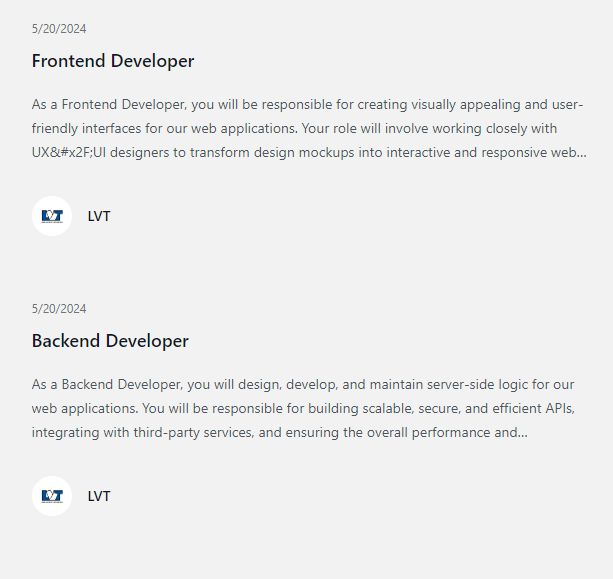 5/20/2024
Frontend Developer
As a Frontend Developer, you will be responsible for creating visually appealing and user-
friendly interfaces for our web applications. Your role will involve working closely with
UX&#x2F;UI designers to transform design mockups into interactive and responsive web...
LVT
LVT
5/20/2024
Backend Developer
As a Backend Developer, you will design, develop, and maintain server-side logic for our
web applications. You will be responsible for building scalable, secure, and efficient APIs,
integrating with third-party services, and ensuring the overall performance and...
LVT
LVT